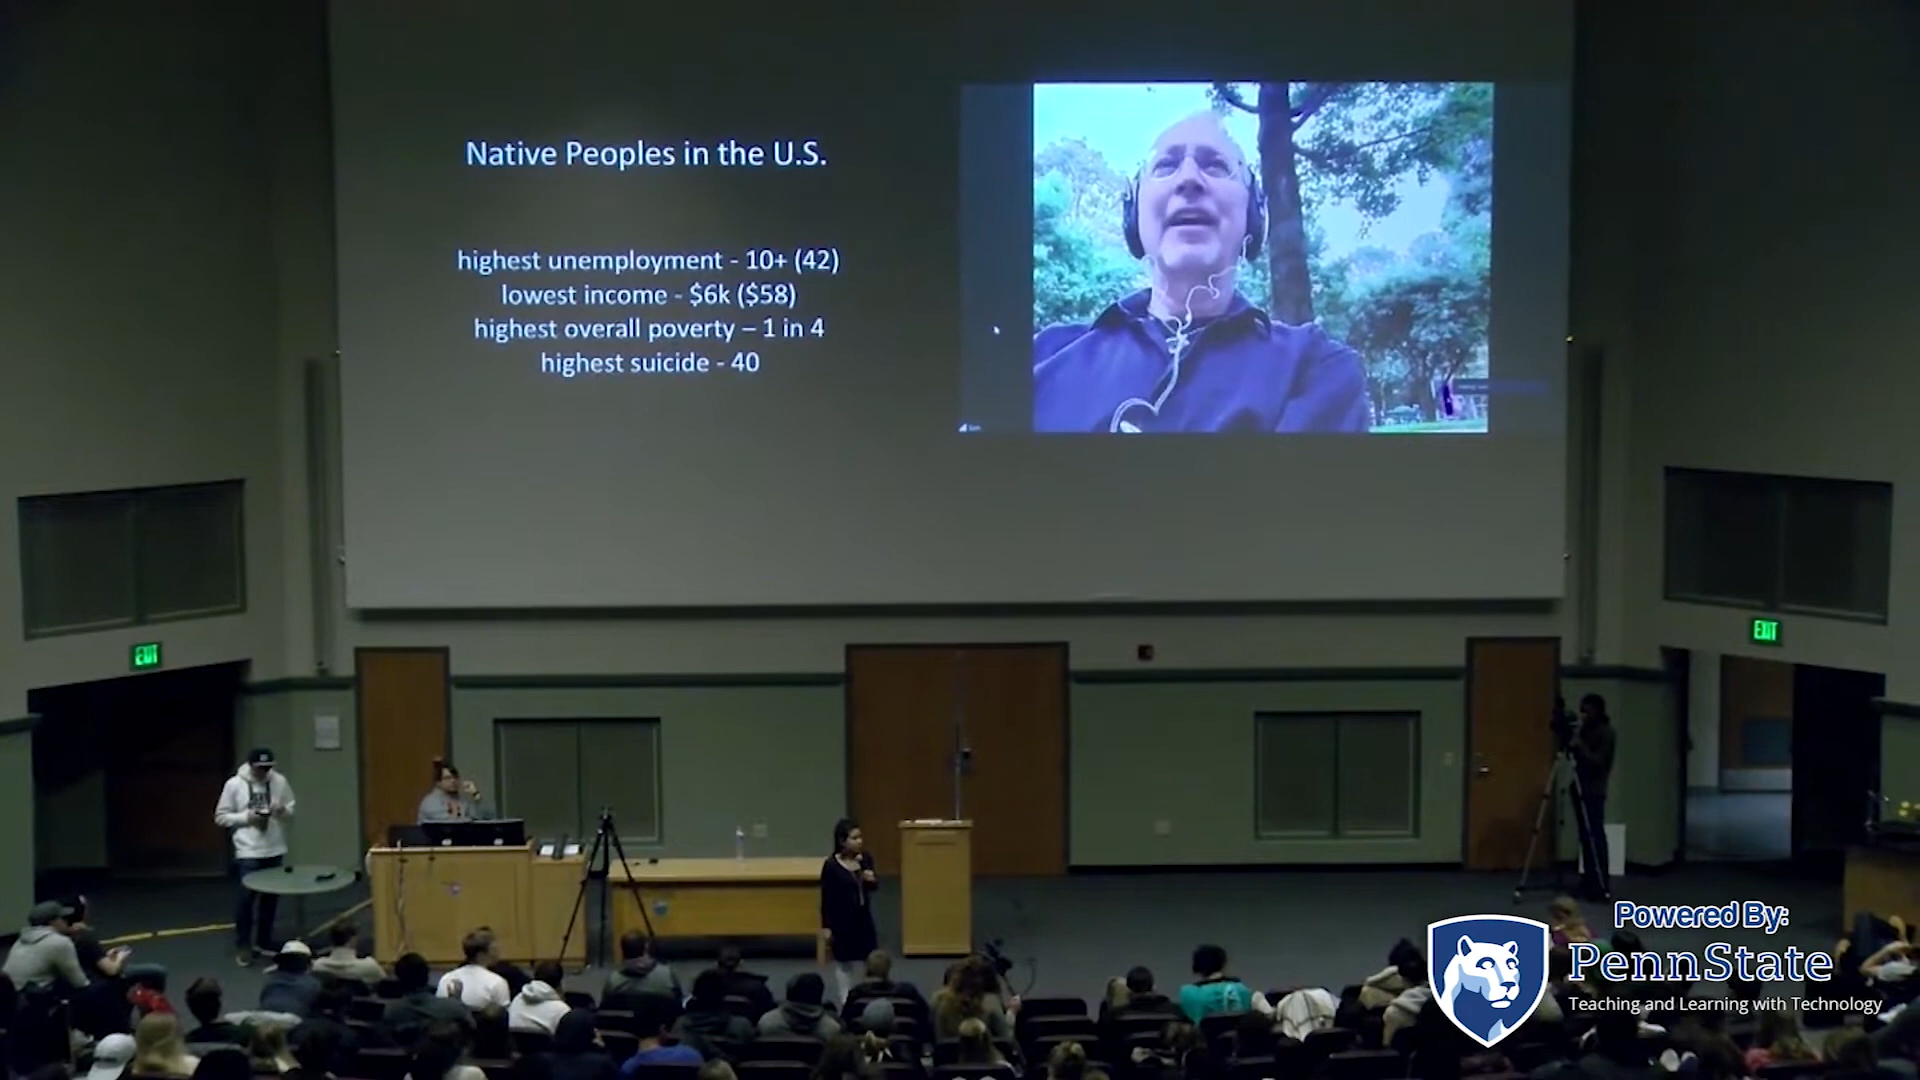 Native Peoples in the U.S.
highest unemployment - 10+ (42)
lowest income - $6k ($58)
highest overall poverty – 1 in 4
highest suicide - 40
EXIT
EXIT
Powered By:
PennState
Teaching and Learning with Technology